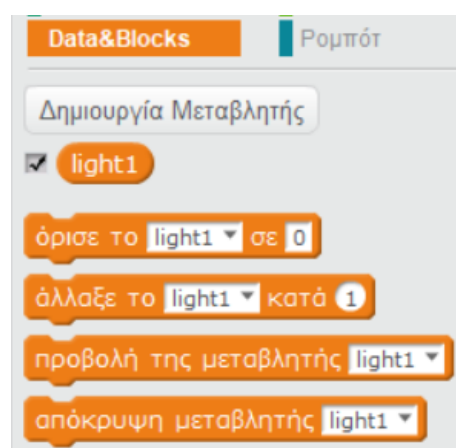 Data&Blocks Ρομπότ
Δημιουργία Μεταβλητής
light1
όρισε το light1 σε 0
άλλαξε το light1 κατά 1
προβολή της μεταβλητής light1
απόκρυψη μεταβλητής light1